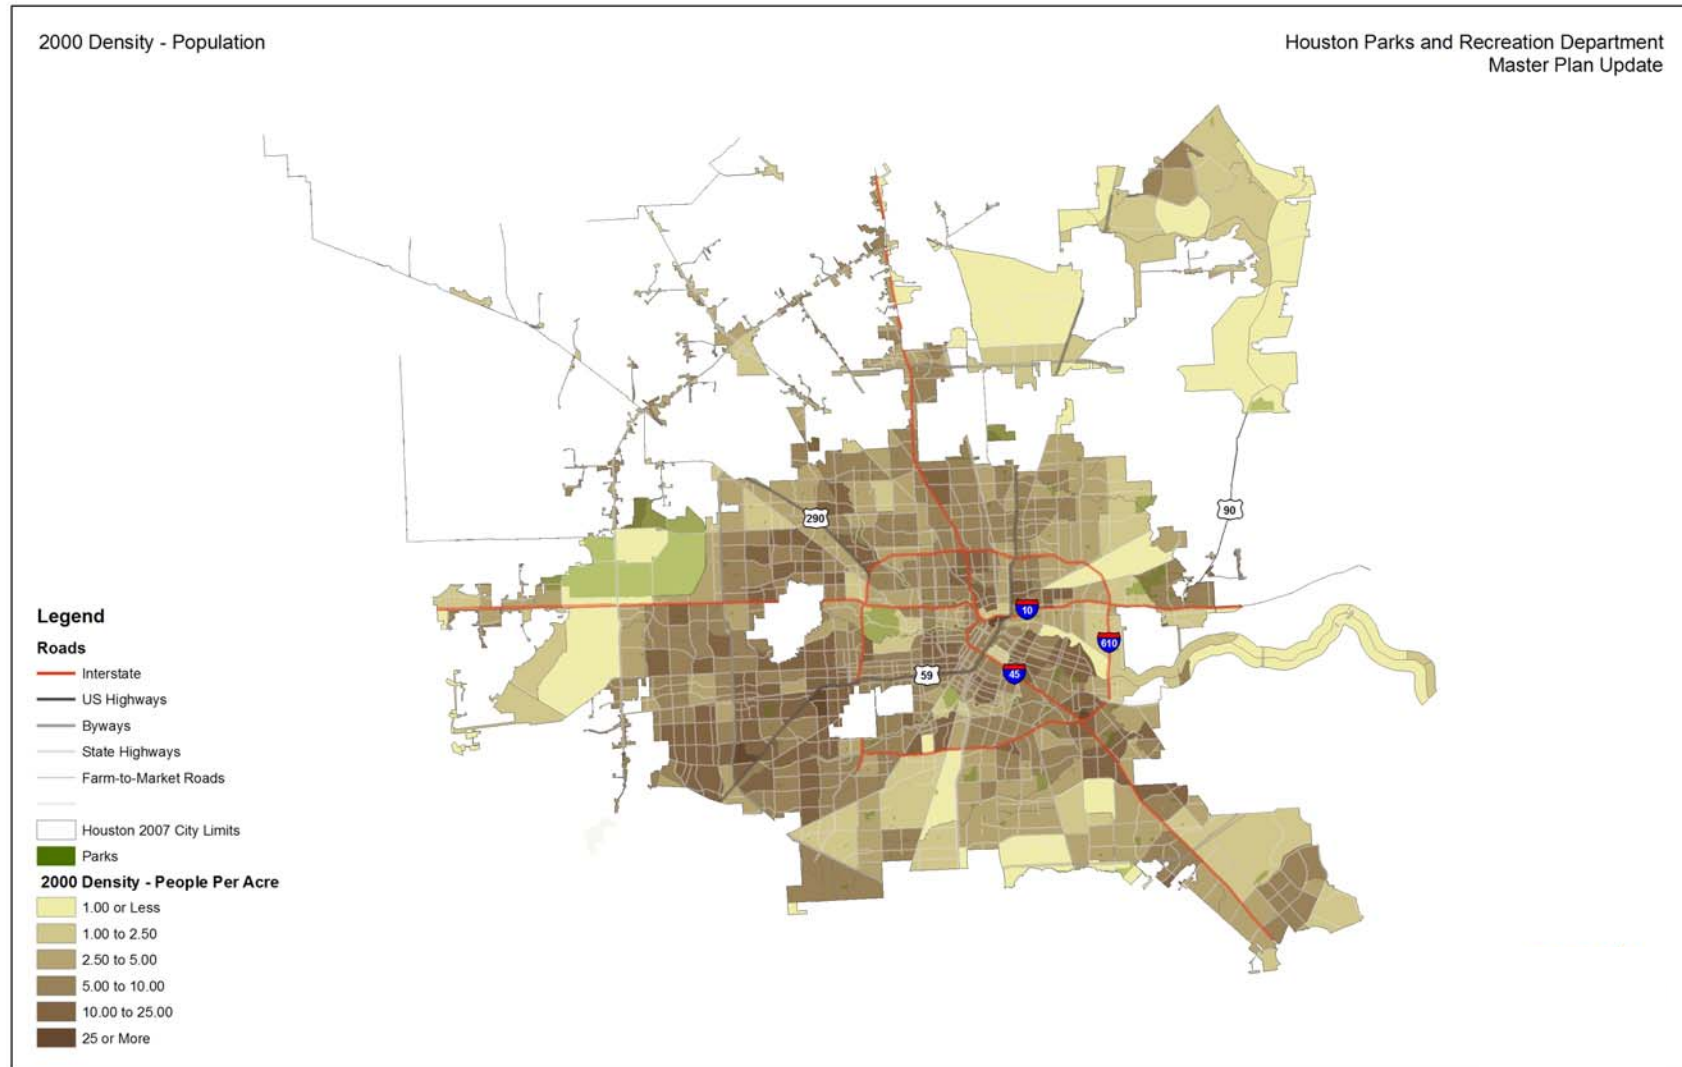 2000 Density - Population
Houston Parks and Recreation Department
Master Plan Update
290
90
10
610
59
45
Legend
Roads
Interstate
US Highways
Byways
State Highways
Farm-to-Market Roads
Houston 2007 City Limits
Parks
2000 Density - People Per Acre
1.00 or Less
1.00 to 2.50
2.50 to 5.00
5.00 to 10.00
10.00 to 25.00
25 or More